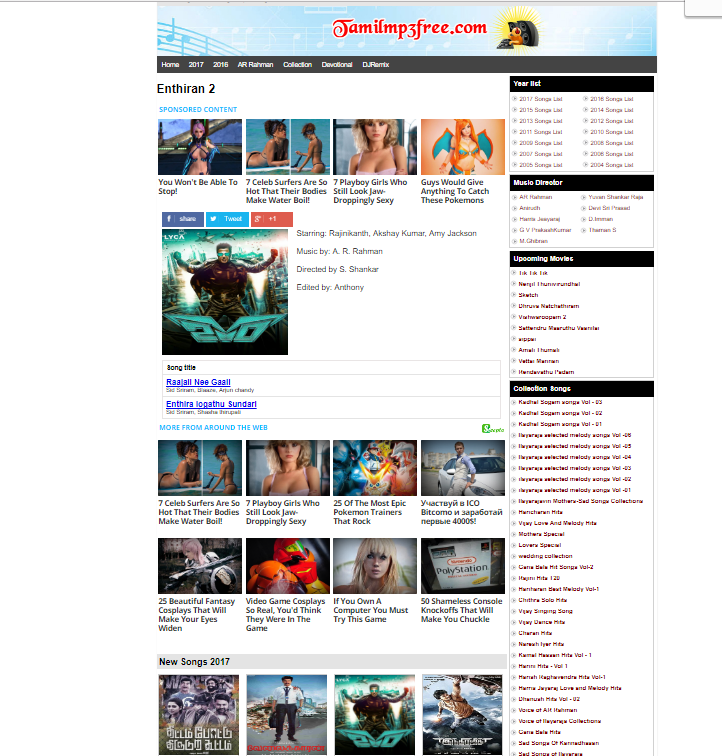 Tamilmp3free.com
Home 2017 2016 AR Rahman Collection Devotional DJRemix
Enthiran 2
SPONSORED CONTENT
You Won't Be Able To
Stop!
7 Celeb Surfers Are So
Hot That Their Bodies
Make Water Boil!
7 Playboy Girls Who
Still Look Jaw-
Droppingly Sexy
Guys Would Give
Anything To Catch
These Pokemons
share
Tweet
+1
LYCA
Starring: Rajinikanth, Akshay Kumar, Amy Jackson
Music by: A. R. Rahman
Directed by S. Shankar
Edited by: Anthony
Song title
Raajali Nee Gaali
Sid Sriram, Blaaze, Arjun chandy
Enthira logathu Sundari
Sid Sriram, Shasha thirupali
MORE FROM AROUND THE WEB
7 Celeb Surfers Are So
Hot That Their Bodies
Make Water Boil!
7 Playboy Girls Who
Still Look Jaw-
Droppingly Sexy
25 Of The Most Epic
Pokemon Trainers
That Rock
Участвуй в ICO
Bitcomo и заработай
первые 4000$!
Nintendo
PlayStation
25 Beautiful Fantasy
Cosplays That Will
Make Your Eyes
Widen
Video Game Cosplays
So Real, You'd Think
They Were In The
Game
If You Own A
Computer You Must
Try This Game
50 Shameless Console
Knockoffs That Will
Make You Chuckle
New Songs 2017
Year list
2017 Songs List 2016 Songs List
2015 Songs List 2014 Songs List
2013 Songs List 2012 Songs List
2011 Songs List 2010 Songs List
2009 Songs List 2008 Songs List
2007 Songs List 2006 Songs List
2005 Songs List 2004 Songs List
Music Director
AR Rahman Yuvan Shankar Raja
Anirudh Devi Sri Prasad
Harris Jeayaraj D.Imman
G V PrakashKumar Thaman S
M.Ghibran
Upcoming Movies
Tik Tik Tik
Nenjil Thunivirundhal
Sketch
Dhruva Natchathiram
Vishwaroopam 2
Sattendru Maaruthu Vaanilai
aippai
Amali Thumali
Vettai Mannan
Rendavathu Padam
Collection Songs
Kadhal Sogam songs Vol - 03
Kadhal Sogam songs Vol - 02
Kadhal Sogam songs Vol - 01
Ilayaraja selected melody songs Vol -06
Ilayaraja selected melody songs Vol -05
Ilayaraja selected melody songs Vol -04
Ilayaraja selected melody songs Vol -03
Ilayaraja selected melody songs Vol -02
Ilayaraja selected melody songs Vol -01
Ilayarajavin Mothers-Sad Songs Collections
Haricharan Hits
Vijay Love And Melody Hits
Mothers Special
Lovers Special
wedding collection
Gana Bala Hit Songs Vol-2
Rajini Hits T20
Hariharan Best Melody Vol-1
Chithra Solo Hits
Vijay Singing Song
Vijay Dance Hits
Charan Hits
Naresh Iyer Hits
Kamal Hassan Hits Vol - 1
Harini Hits - Vol 1
Harish Raghavendra Hits Vol-1
Harris Jayaraj Love and Melody Hits
Dhanush Hits Vol - 02
Voice of AR Rahman
Voice of Ilayaraja Collections
Gana Bala Hits
Sad Songs Of Kannadhasan
Sad Songs of Ilayaraja